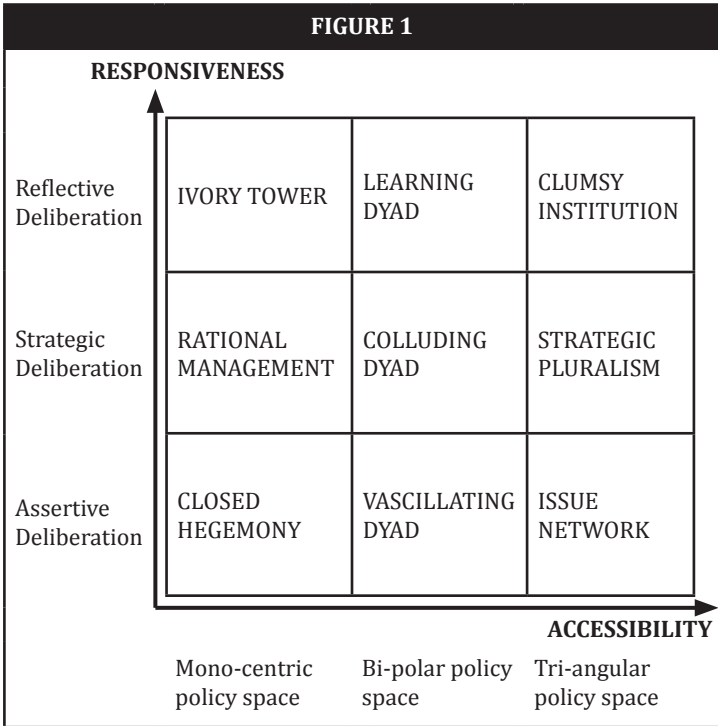 FIGURE 1
RESPONSIVENESS
Reflective
Deliberation
IVORY TOWER
LEARNING
DYAD
CLUMSY
INSTITUTION
Strategic
Deliberation
RATIONAL
MANAGEMENT
COLLUDING
DYAD
STRATEGIC
PLURALISM
Assertive
Deliberation
CLOSED
HEGEMONY
VASCILLATING
DYAD
ISSUE
NETWORK
ACCESSIBILITY
Mono-centric
policy space
Bi-polar policy
space
Tri-angular
policy space